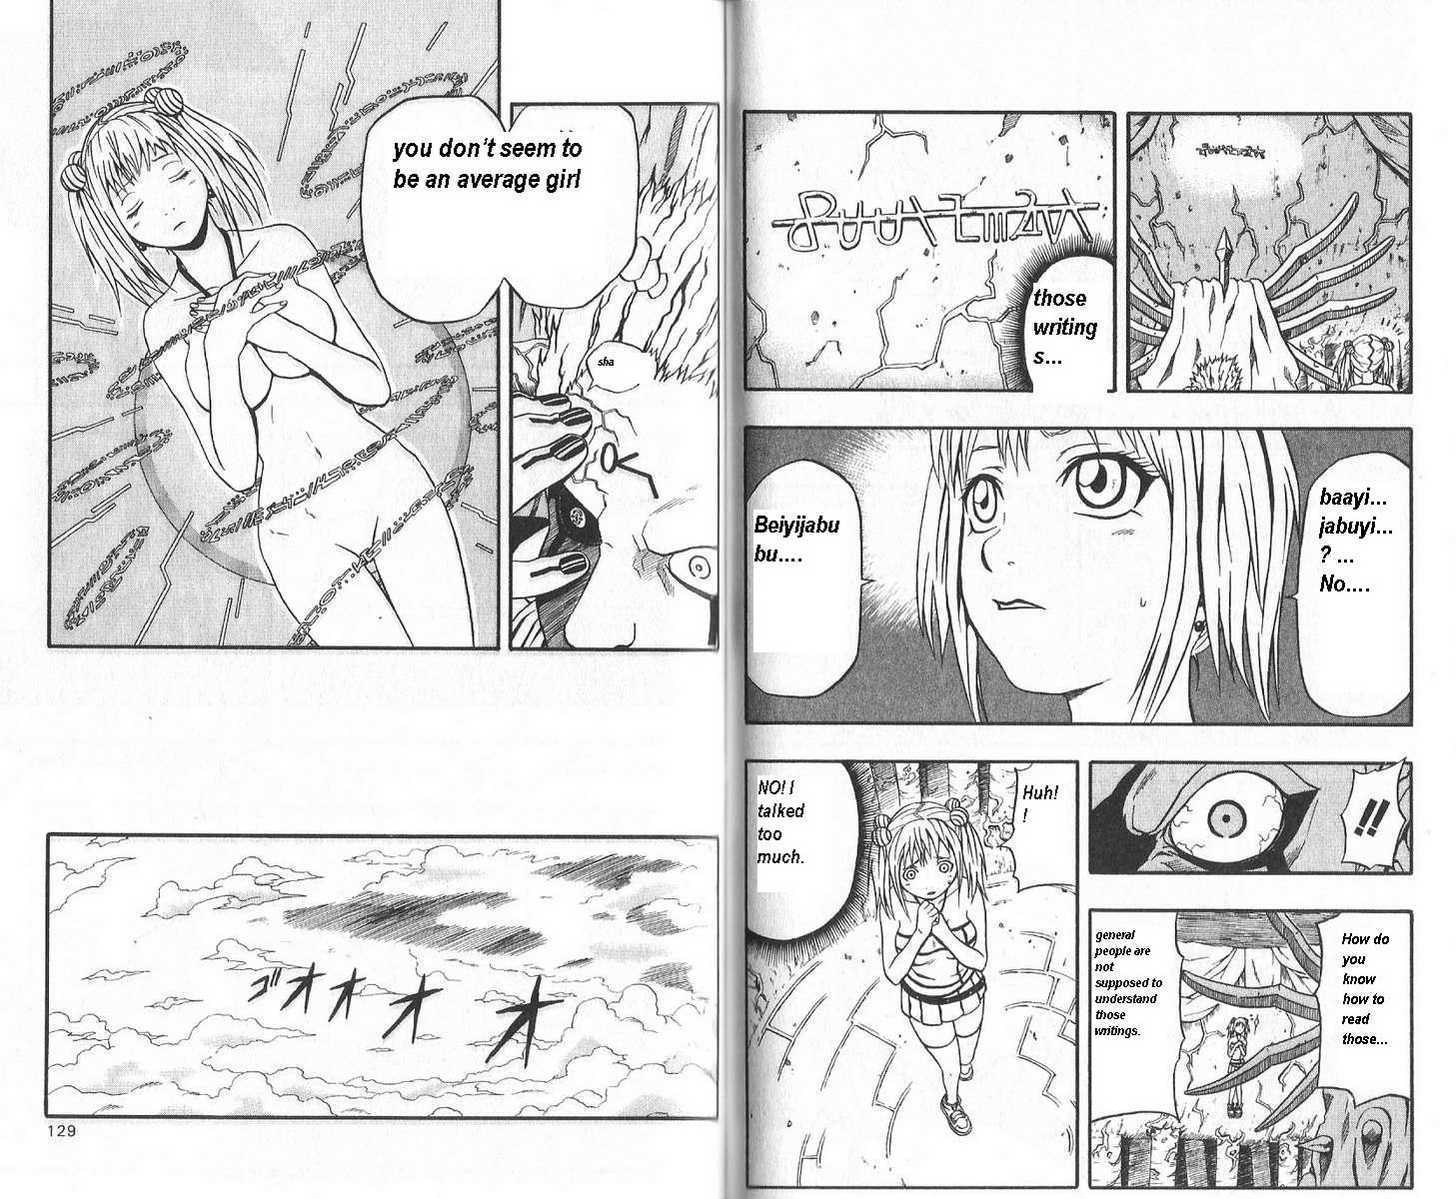 those
writing
s...
baayi...
jabuyi...
? ...
No....
Beiyijabu
bu....
!!
Huh!
!
NO! I
talked
too
much.
How do
you
know
how to
read
those...
general
people are
not
supposed to
understand
those
writings.
you don't seem to
be an average girl
sha
ゴオオオオ
129